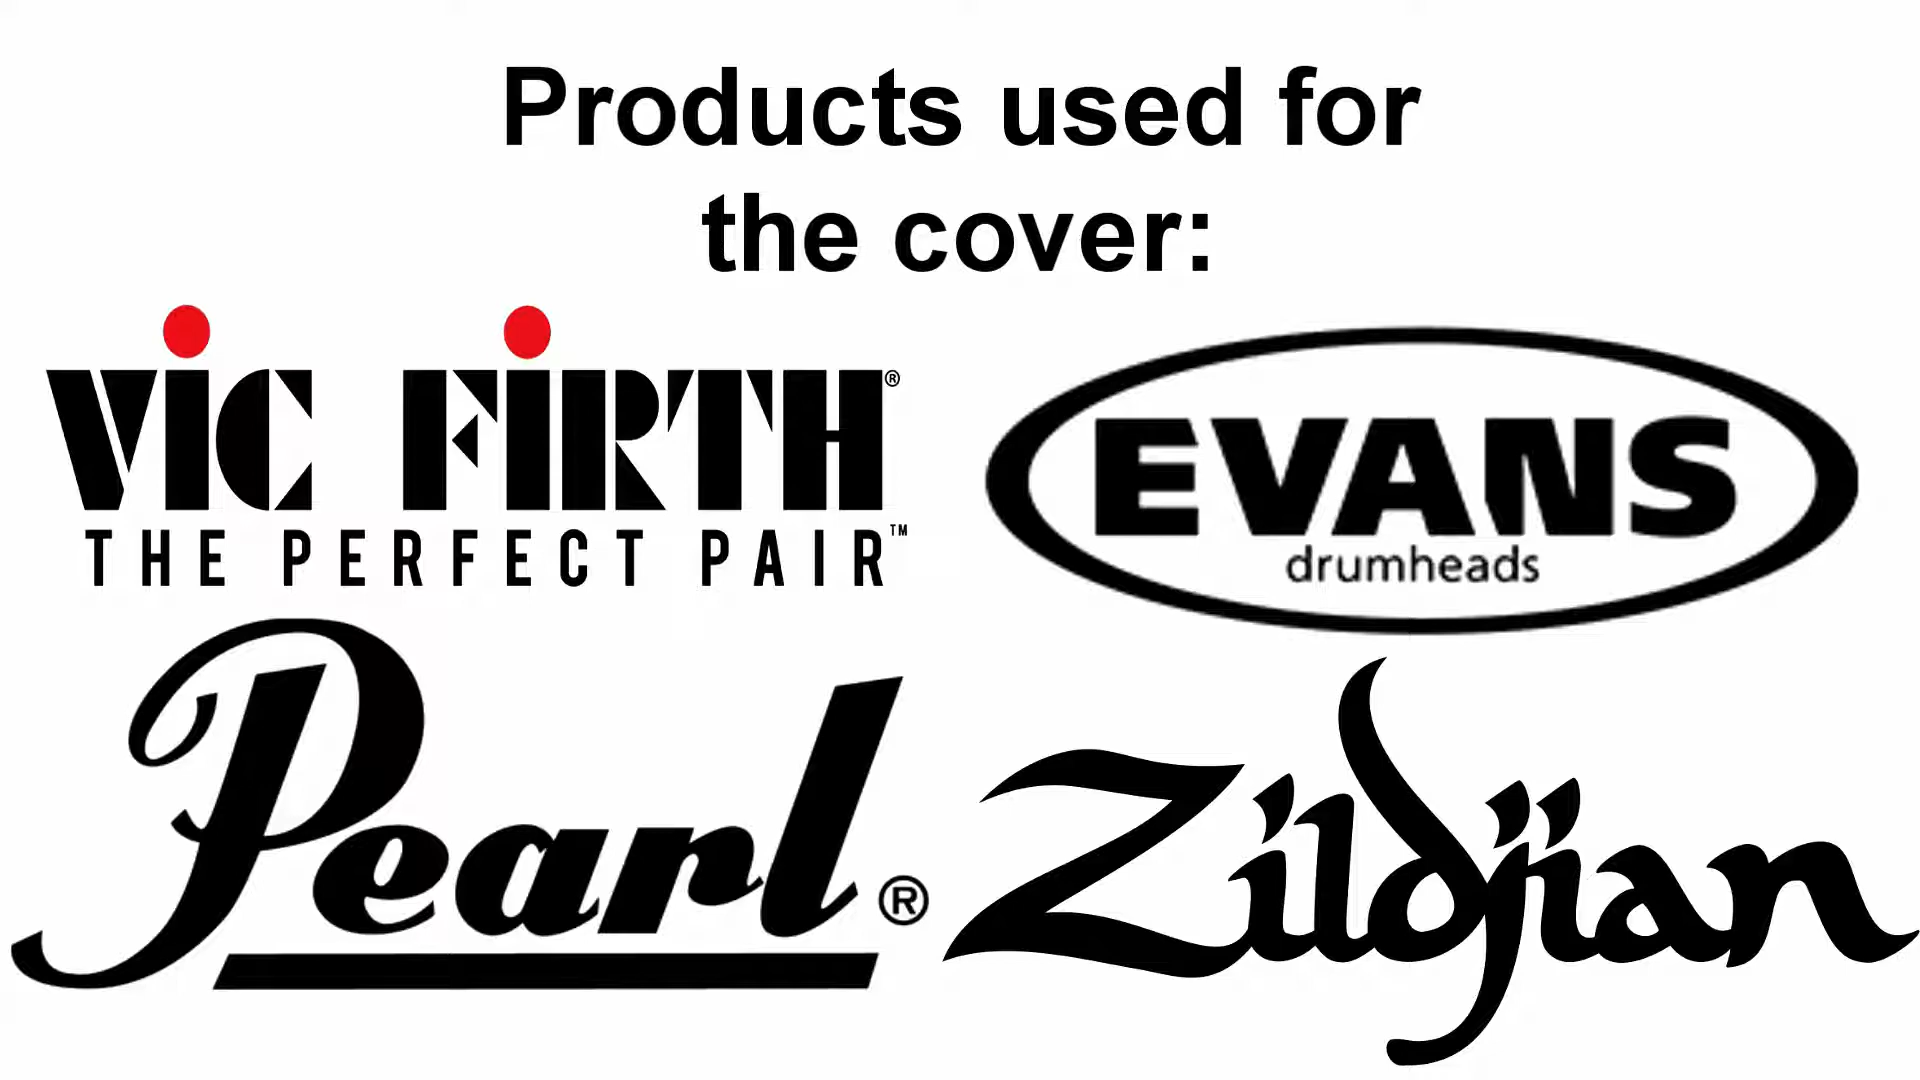 Products used for
the cover:
VIC FIRTH®
THE PERFECT PAIR™
EVANS
drumheads
Pearl®
Zildjian